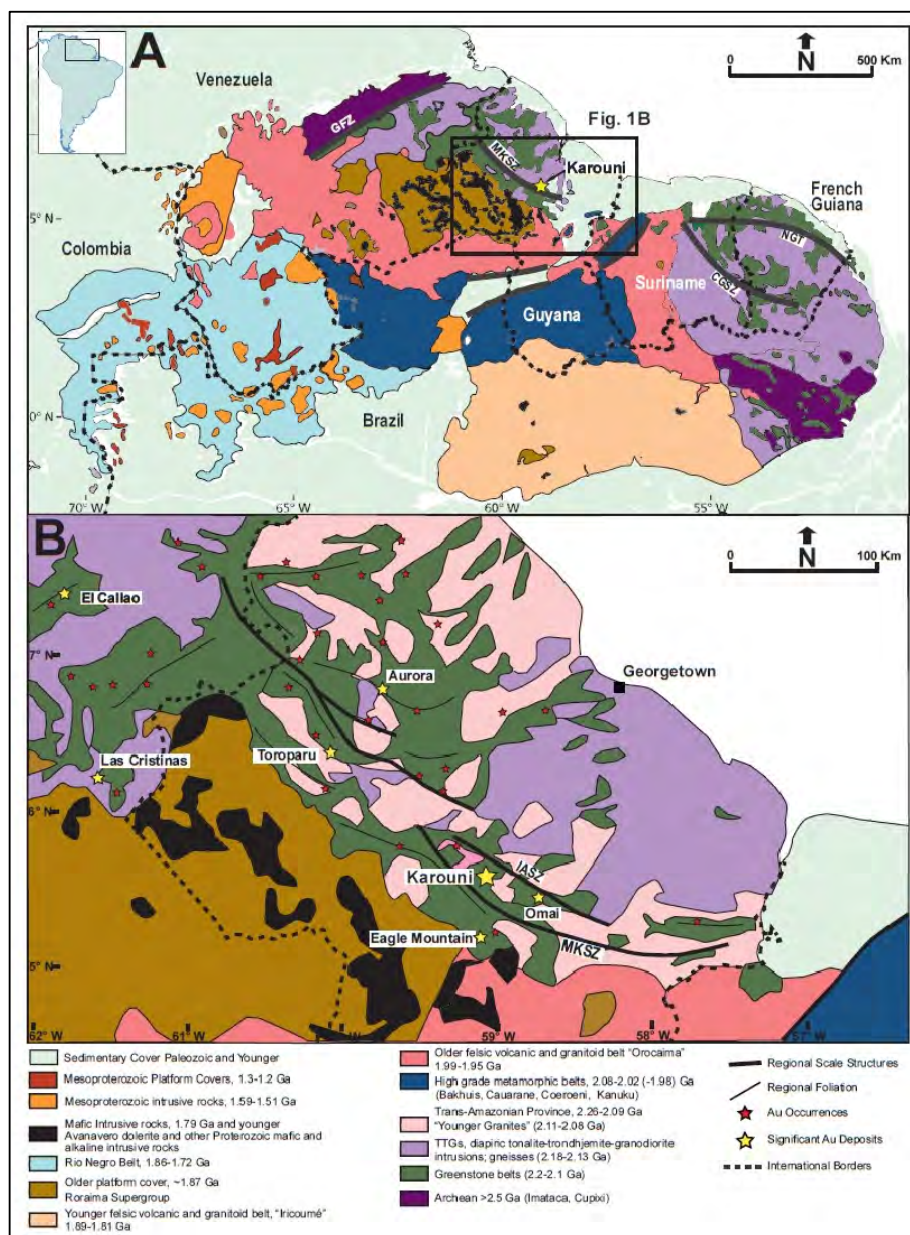 A
Venezuela
N
0 500 Km
GFZ
Fig. 1B
MKSZ
Karouni
5° N
French
Guiana
Colombia
NGT
CGSZ
Suriname
Guyana
0° N
Brazil
70° W 65° W 60° W 55° W
B
N
0 100 Km
El Callao
7° N
Georgetown
Aurora
Toroparu
Las Cristinas
6° N
IASZ
Karouni
Omai
Eagle Mountain
MKSZ
5° N
62° W 61° W 59° W 58° W 57° W
Sedimentary Cover Paleozoic and Younger
Mesoproterozoic Platform Covers, 1.3-1.2 Ga
Mesoproterozoic intrusive rocks, 1.59-1.51 Ga
Mafic Intrusive rocks, 1.79 Ga and younger
Avanavero dolerite and other Proterozoic mafic and
alkaline intrusive rocks
Rio Negro Belt, 1.86-1.72 Ga
Older platform cover, ~1.87 Ga
Roraima Supergroup
Younger felsic volcanic and granitoid belt, "Iricoumé"
1.89-1.81 Ga
Older felsic volcanic and granitoid belt "Orocaima"
1.99-1.95 Ga
High grade metamorphic belts, 2.08-2.02 (-1.98) Ga
(Bakhuis, Cauarane, Coeroeni, Kanuku)
Trans-Amazonian Province, 2.26-2.09 Ga
"Younger Granites" (2.11-2.08 Ga)
TTGs, diapiric tonalite-trondhjemite-granodiorite
intrusions; gneisses (2.18-2.13 Ga)
Greenstone belts (2.2-2.1 Ga)
Archean >2.5 Ga (Imataca, Cupixi)
Regional Scale Structures
Regional Foliation
Au Occurrences
Significant Au Deposits
International Borders